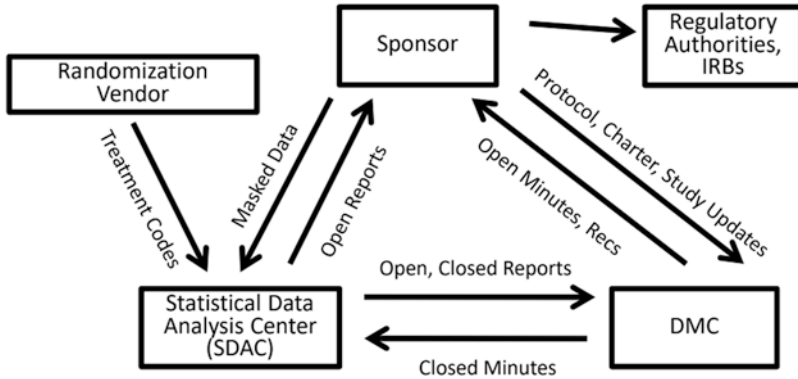 Sponsor
Regulatory
Authorities,
IRBs
Randomization
Vendor
Treatment Codes
Masked Data
Open Reports
Protocol, Charter, Study Updates
Open Minutes, Recs
Open, Closed Reports
Statistical Data
Analysis Center
(SDAC)
DMC
Closed Minutes